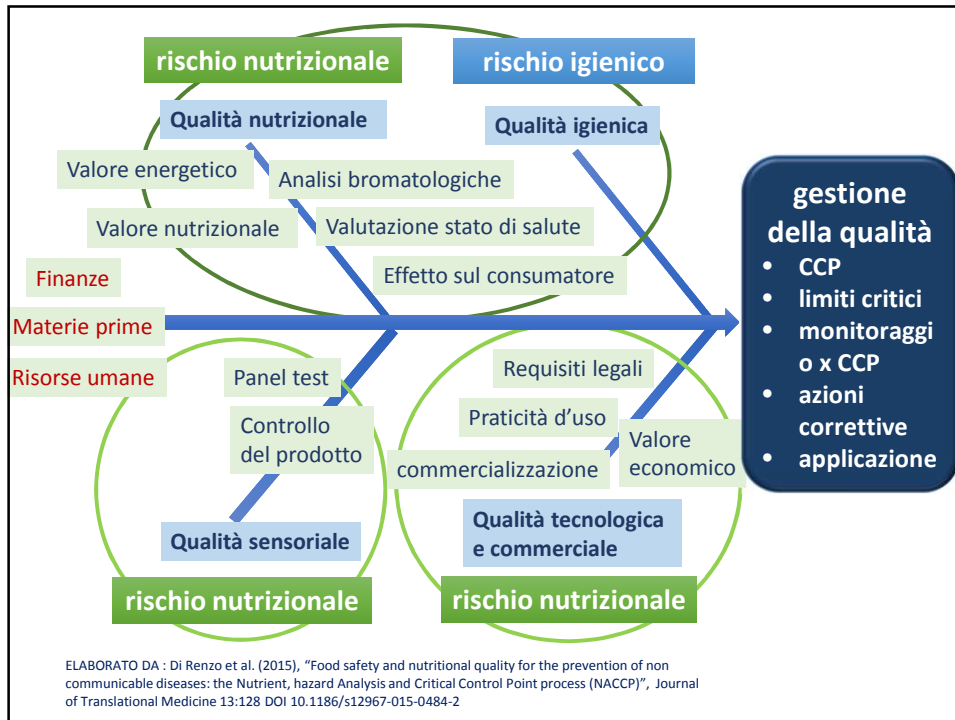 rischio nutrizionale
rischio igienico
Qualità nutrizionale
Qualità igienica
Valore energetico
Analisi bromatologiche
Valore nutrizionale
Valutazione stato di salute
Effetto sul consumatore
Finanze
Materie prime
Risorse umane
gestione
della qualità
• CCP
• limiti critici
• monitoraggi
o x CCP
• azioni
correttive
• applicazione
Panel test
Controllo
del prodotto
Qualità sensoriale
rischio nutrizionale
Requisiti legali
Praticità d'uso
Valore
economico
commercializzazione
Qualità tecnologica
e commerciale
rischio nutrizionale
ELABORATO DA : Di Renzo et al. (2015), “Food safety and nutritional quality for the prevention of non
communicable diseases: the Nutrient, hazard Analysis and Critical Control Point process (NACCP)”, Journal
of Translational Medicine 13:128 DOI 10.1186/s12967-015-0484-2